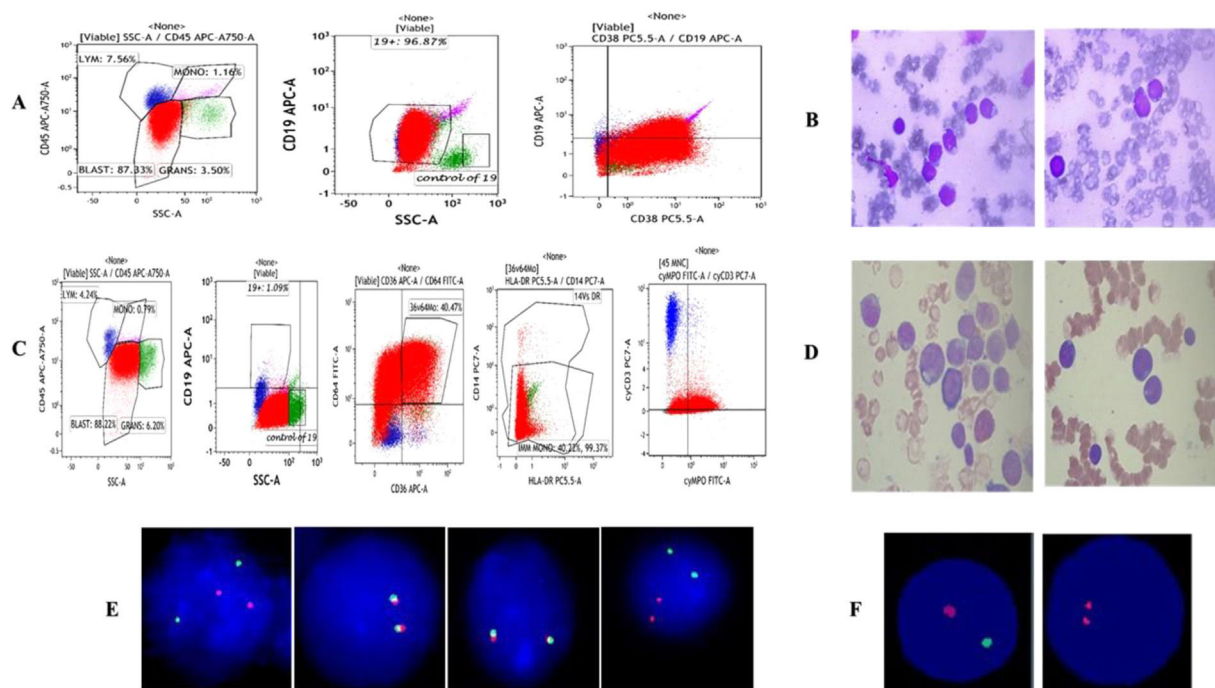 A
<None>
[Viable] SSC-A / CD45 APC-A750-A
LYM: 7.56%
MONO: 1.16%
BLAST: 87.33%
GRANS: 3.50%
CD45 APC-A750-A
SSC-A
<None>
[Viable]
19+: 96.87%
CD19 APC-A
control of 19
SSC-A
<None>
[Viable]
CD38 PC5.5-A / CD19 APC-A
CD19 APC-A
CD38 PC5.5-A
B
C
<None>
[Viable] SSC-A / CD45 APC-A750-A
LYM: 4.24%
MONO: 0.79%
BLAST: 88.22%
GRANS: 6.20%
CD45 APC-A750-A
SSC-A
<None>
[Viable]
19+: 1.09%
CD19 APC-A
control of 19
SSC-A
<None>
[Viable] CD36 APC-A / CD64 FITC-A
36v64Mo: 40.47%
CD64 FITC-A
CD36 APC-A
<None>
[36v64Mo]
HLA-DR PC5.5-A / CD14 PC7-A
14Vs DR
CD14 PC7-A
IMM MONO: 40.22%, 99.37%
HLA-DR PC5.5-A
<None>
[45 MNC]
cyMPO FITC-A / cyCD3 PC7-A
cyCD3 PC7-A
cyMPO FITC-A
D
E
F